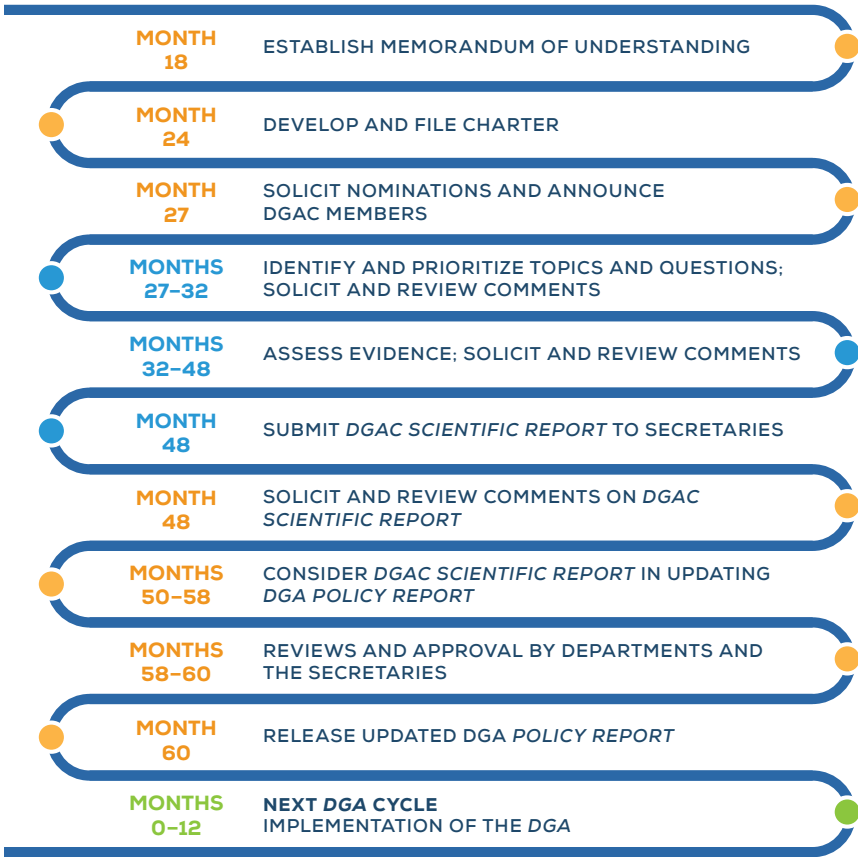 MONTH
18
ESTABLISH MEMORANDUM OF UNDERSTANDING
MONTH
24
DEVELOP AND FILE CHARTER
MONTH
27
SOLICIT NOMINATIONS AND ANNOUNCE
DGAC MEMBERS
MONTHS
27–32
IDENTIFY AND PRIORITIZE TOPICS AND QUESTIONS;
SOLICIT AND REVIEW COMMENTS
MONTHS
32–48
ASSESS EVIDENCE; SOLICIT AND REVIEW COMMENTS
MONTH
48
SUBMIT DGAC SCIENTIFIC REPORT TO SECRETARIES
MONTH
48
SOLICIT AND REVIEW COMMENTS ON DGAC
SCIENTIFIC REPORT
MONTHS
50–58
CONSIDER DGAC SCIENTIFIC REPORT IN UPDATING
DGA POLICY REPORT
MONTHS
58–60
REVIEWS AND APPROVAL BY DEPARTMENTS AND
THE SECRETARIES
MONTH
60
RELEASE UPDATED DGA POLICY REPORT
MONTHS
0–12
NEXT DGA CYCLE
IMPLEMENTATION OF THE DGA